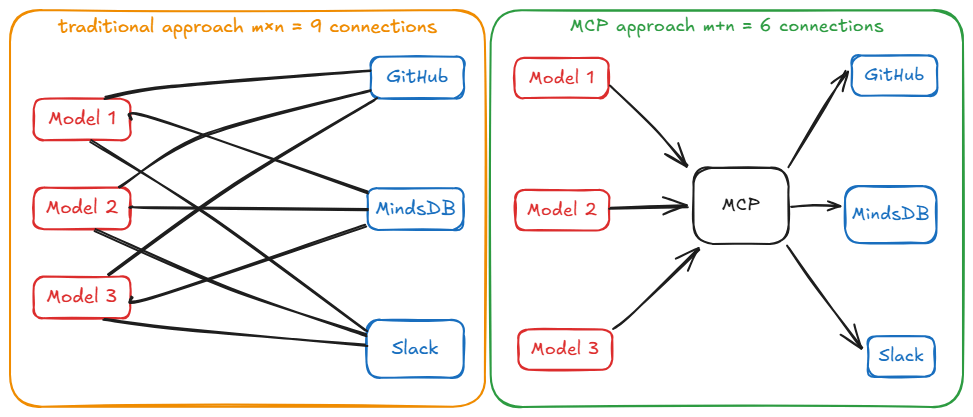 traditional approach m×n = 9 connections
GitHub
Model 1
Model 2
MindsDB
Model 3
Slack
MCP approach m+n = 6 connections
Model 1
GitHub
Model 2
MCP
MindsDB
Model 3
Slack